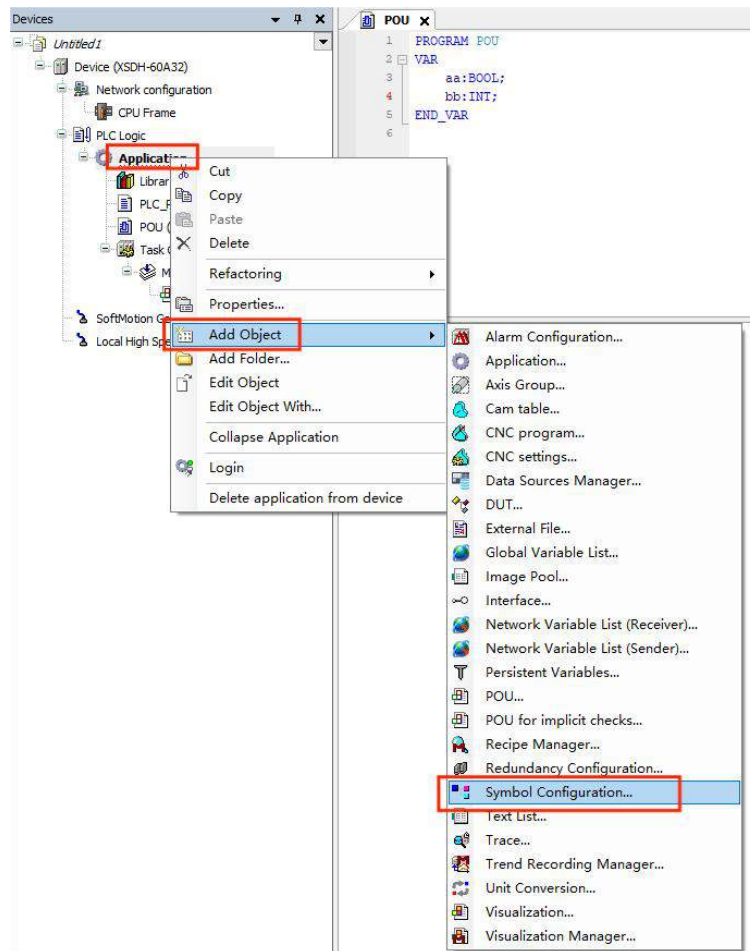 Devices
Untitled1
Device (XSDH-60A32)
Network configuration
CPU Frame
PLC Logic
Application
Librar
PLC_
POU (
Task
SoftMotion Ge
Local High Spe
POU
1 PROGRAM POU
2 VAR
3 aa:BOOL;
4 bb:INT;
5 END_VAR
6
Cut
Copy
Paste
Delete
Refactoring
Properties...
Add Object
Add Folder...
Edit Object
Edit Object With...
Collapse Application
Login
Delete application from device
Alarm Configuration...
Application...
Axis Group...
Cam table...
CNC program...
CNC settings...
Data Sources Manager...
DUT...
External File...
Global Variable List...
Image Pool...
Interface...
Network Variable List (Receiver)...
Network Variable List (Sender)...
Persistent Variables...
POU...
POU for implicit checks...
Recipe Manager...
Redundancy Configuration...
Symbol Configuration...
Text List...
Trace...
Trend Recording Manager...
Unit Conversion...
Visualization...
Visualization Manager...